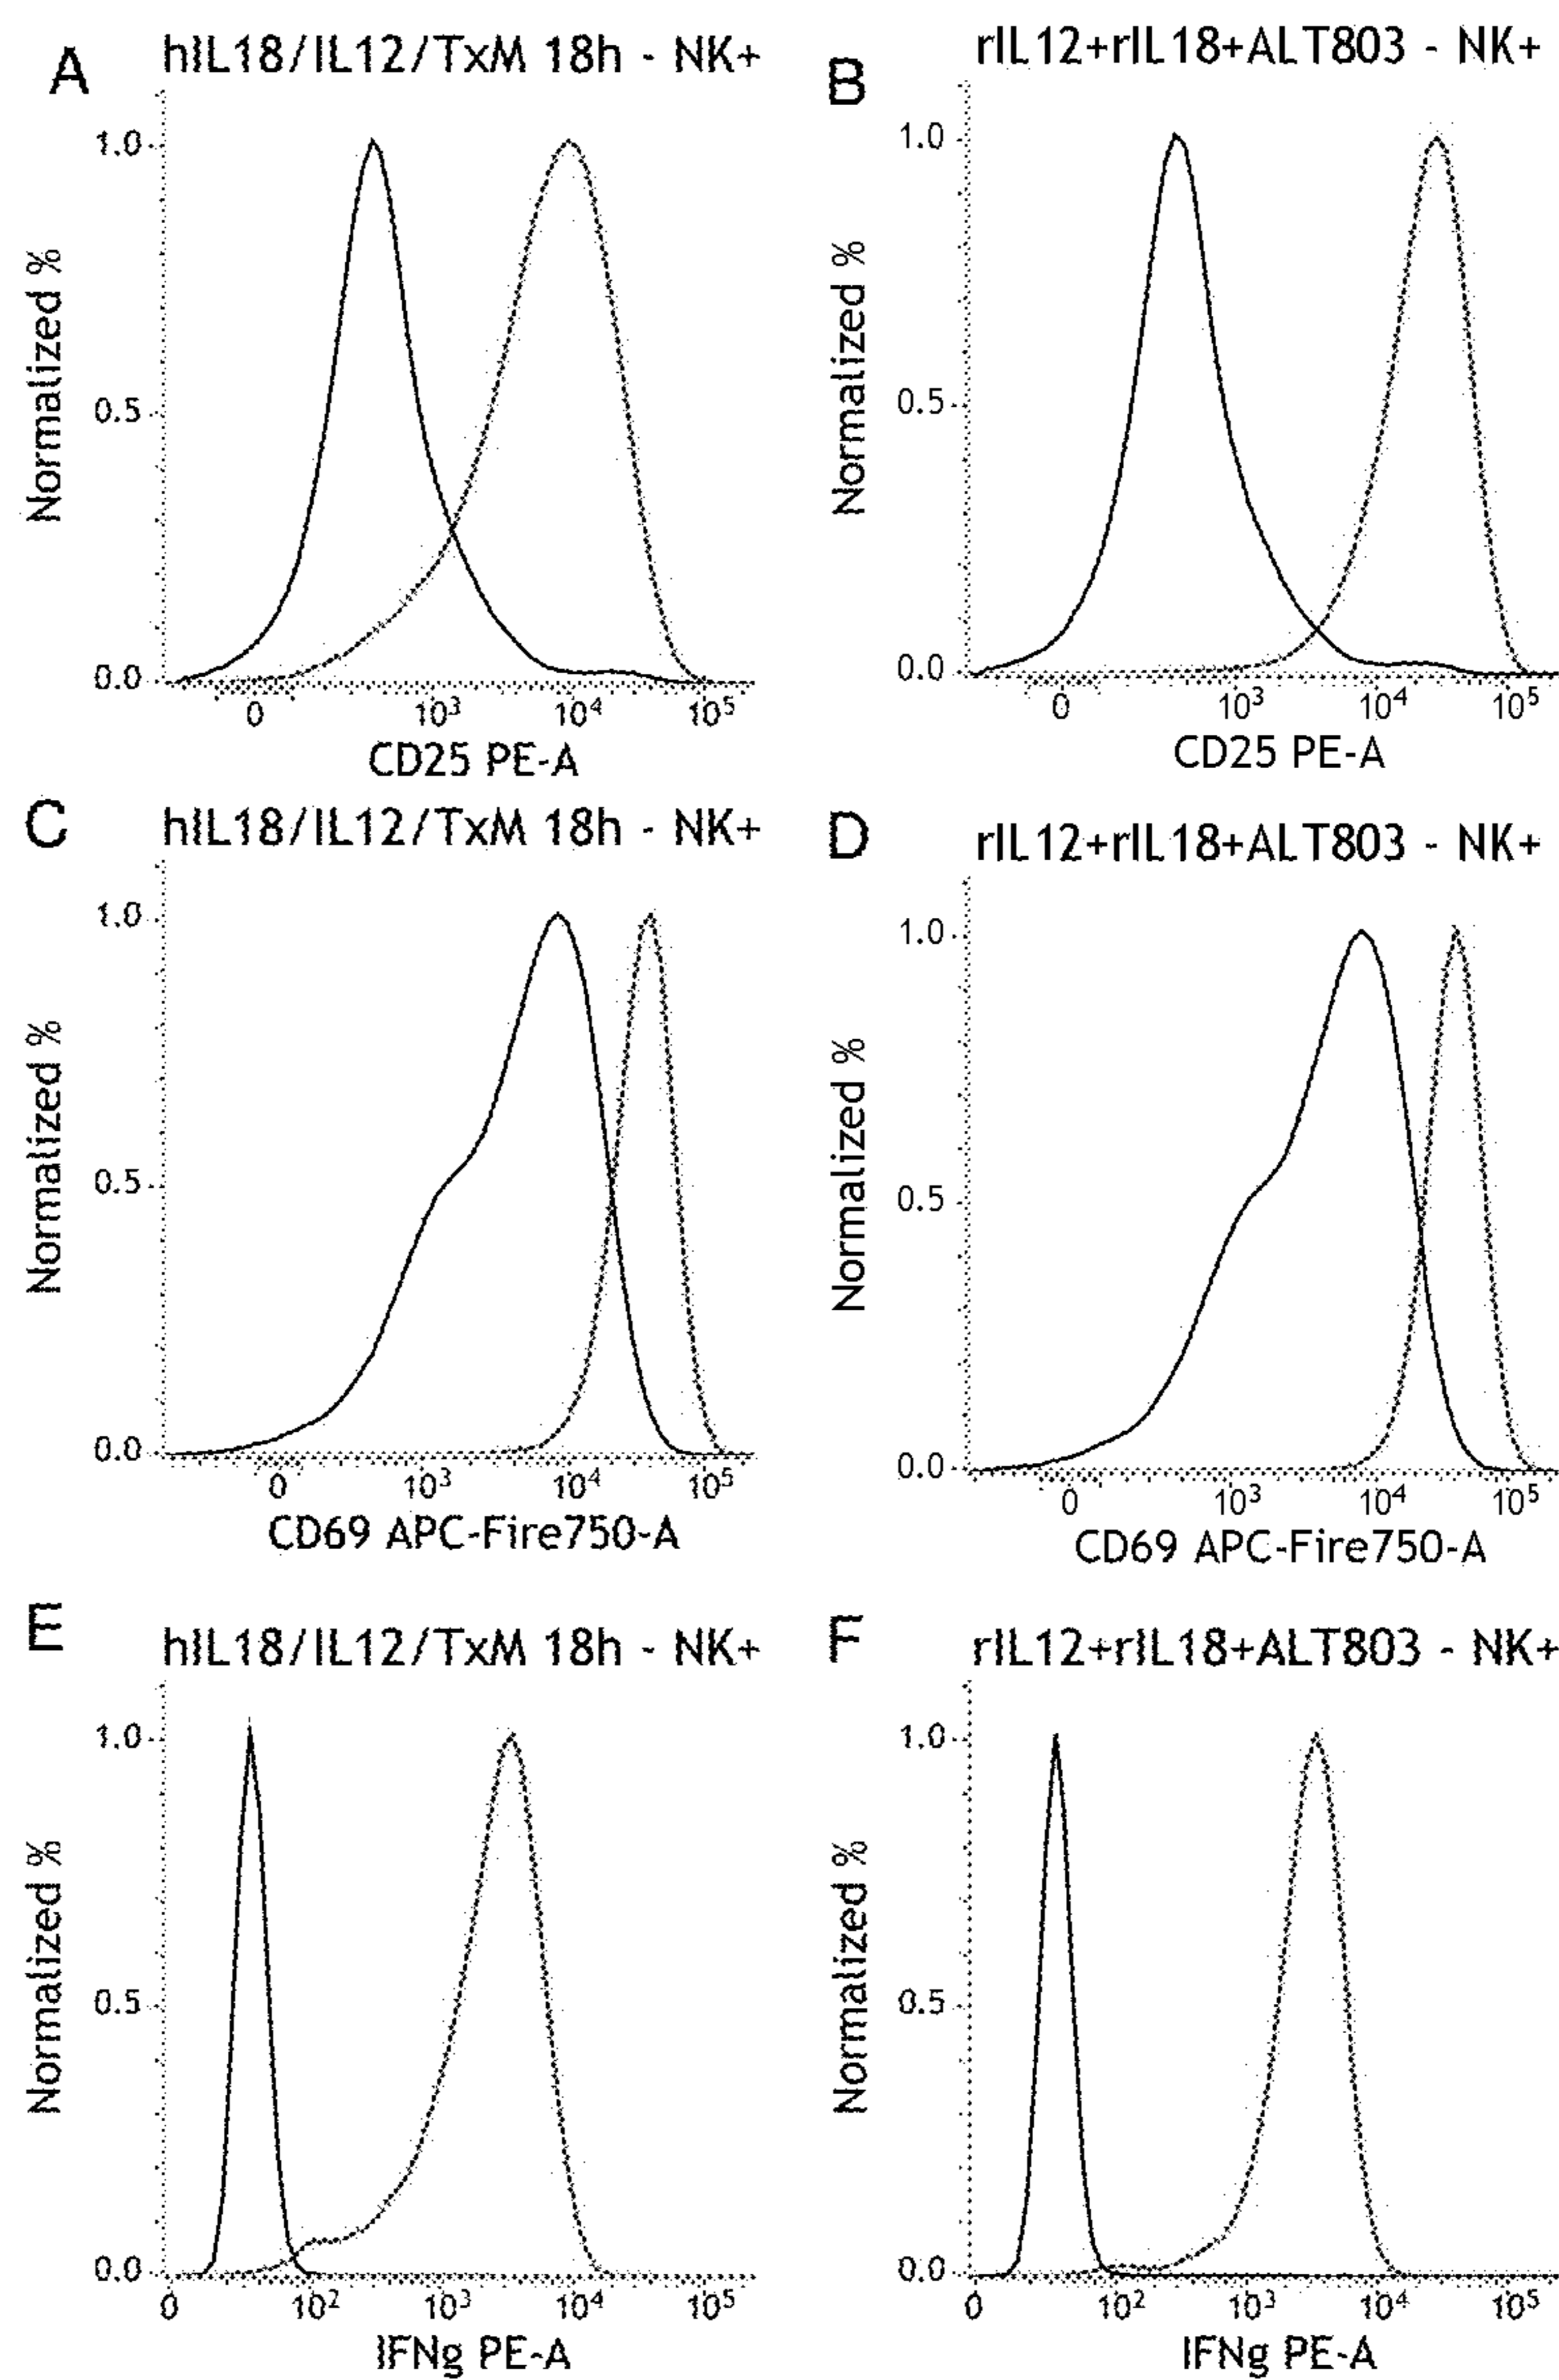 A hIL18/IL12/TxM 18h - NK+
Normalized %
1.0
0.5
0.0
0 10³ 10⁴ 10⁵
CD25 PE-A
B rIL12+rIL18+ALT803 - NK+
Normalized %
1.0
0.5
0.0
0 10³ 10⁴ 10⁵
CD25 PE-A
C hIL18/IL12/TxM 18h - NK+
Normalized %
1.0
0.5
0.0
0 10³ 10⁴ 10⁵
CD69 APC-Fire750-A
D rIL12+rIL18+ALT803 - NK+
Normalized %
1.0
0.5
0.0
0 10³ 10⁴ 10⁵
CD69 APC-Fire750-A
E hIL18/IL12/TxM 18h - NK+
Normalized %
1.0
0.5
0.0
0 10² 10³ 10⁴ 10⁵
IFNg PE-A
F rIL12+rIL18+ALT803 - NK+
Normalized %
1.0
0.5
0.0
0 10² 10³ 10⁴ 10⁵
IFNg PE-A